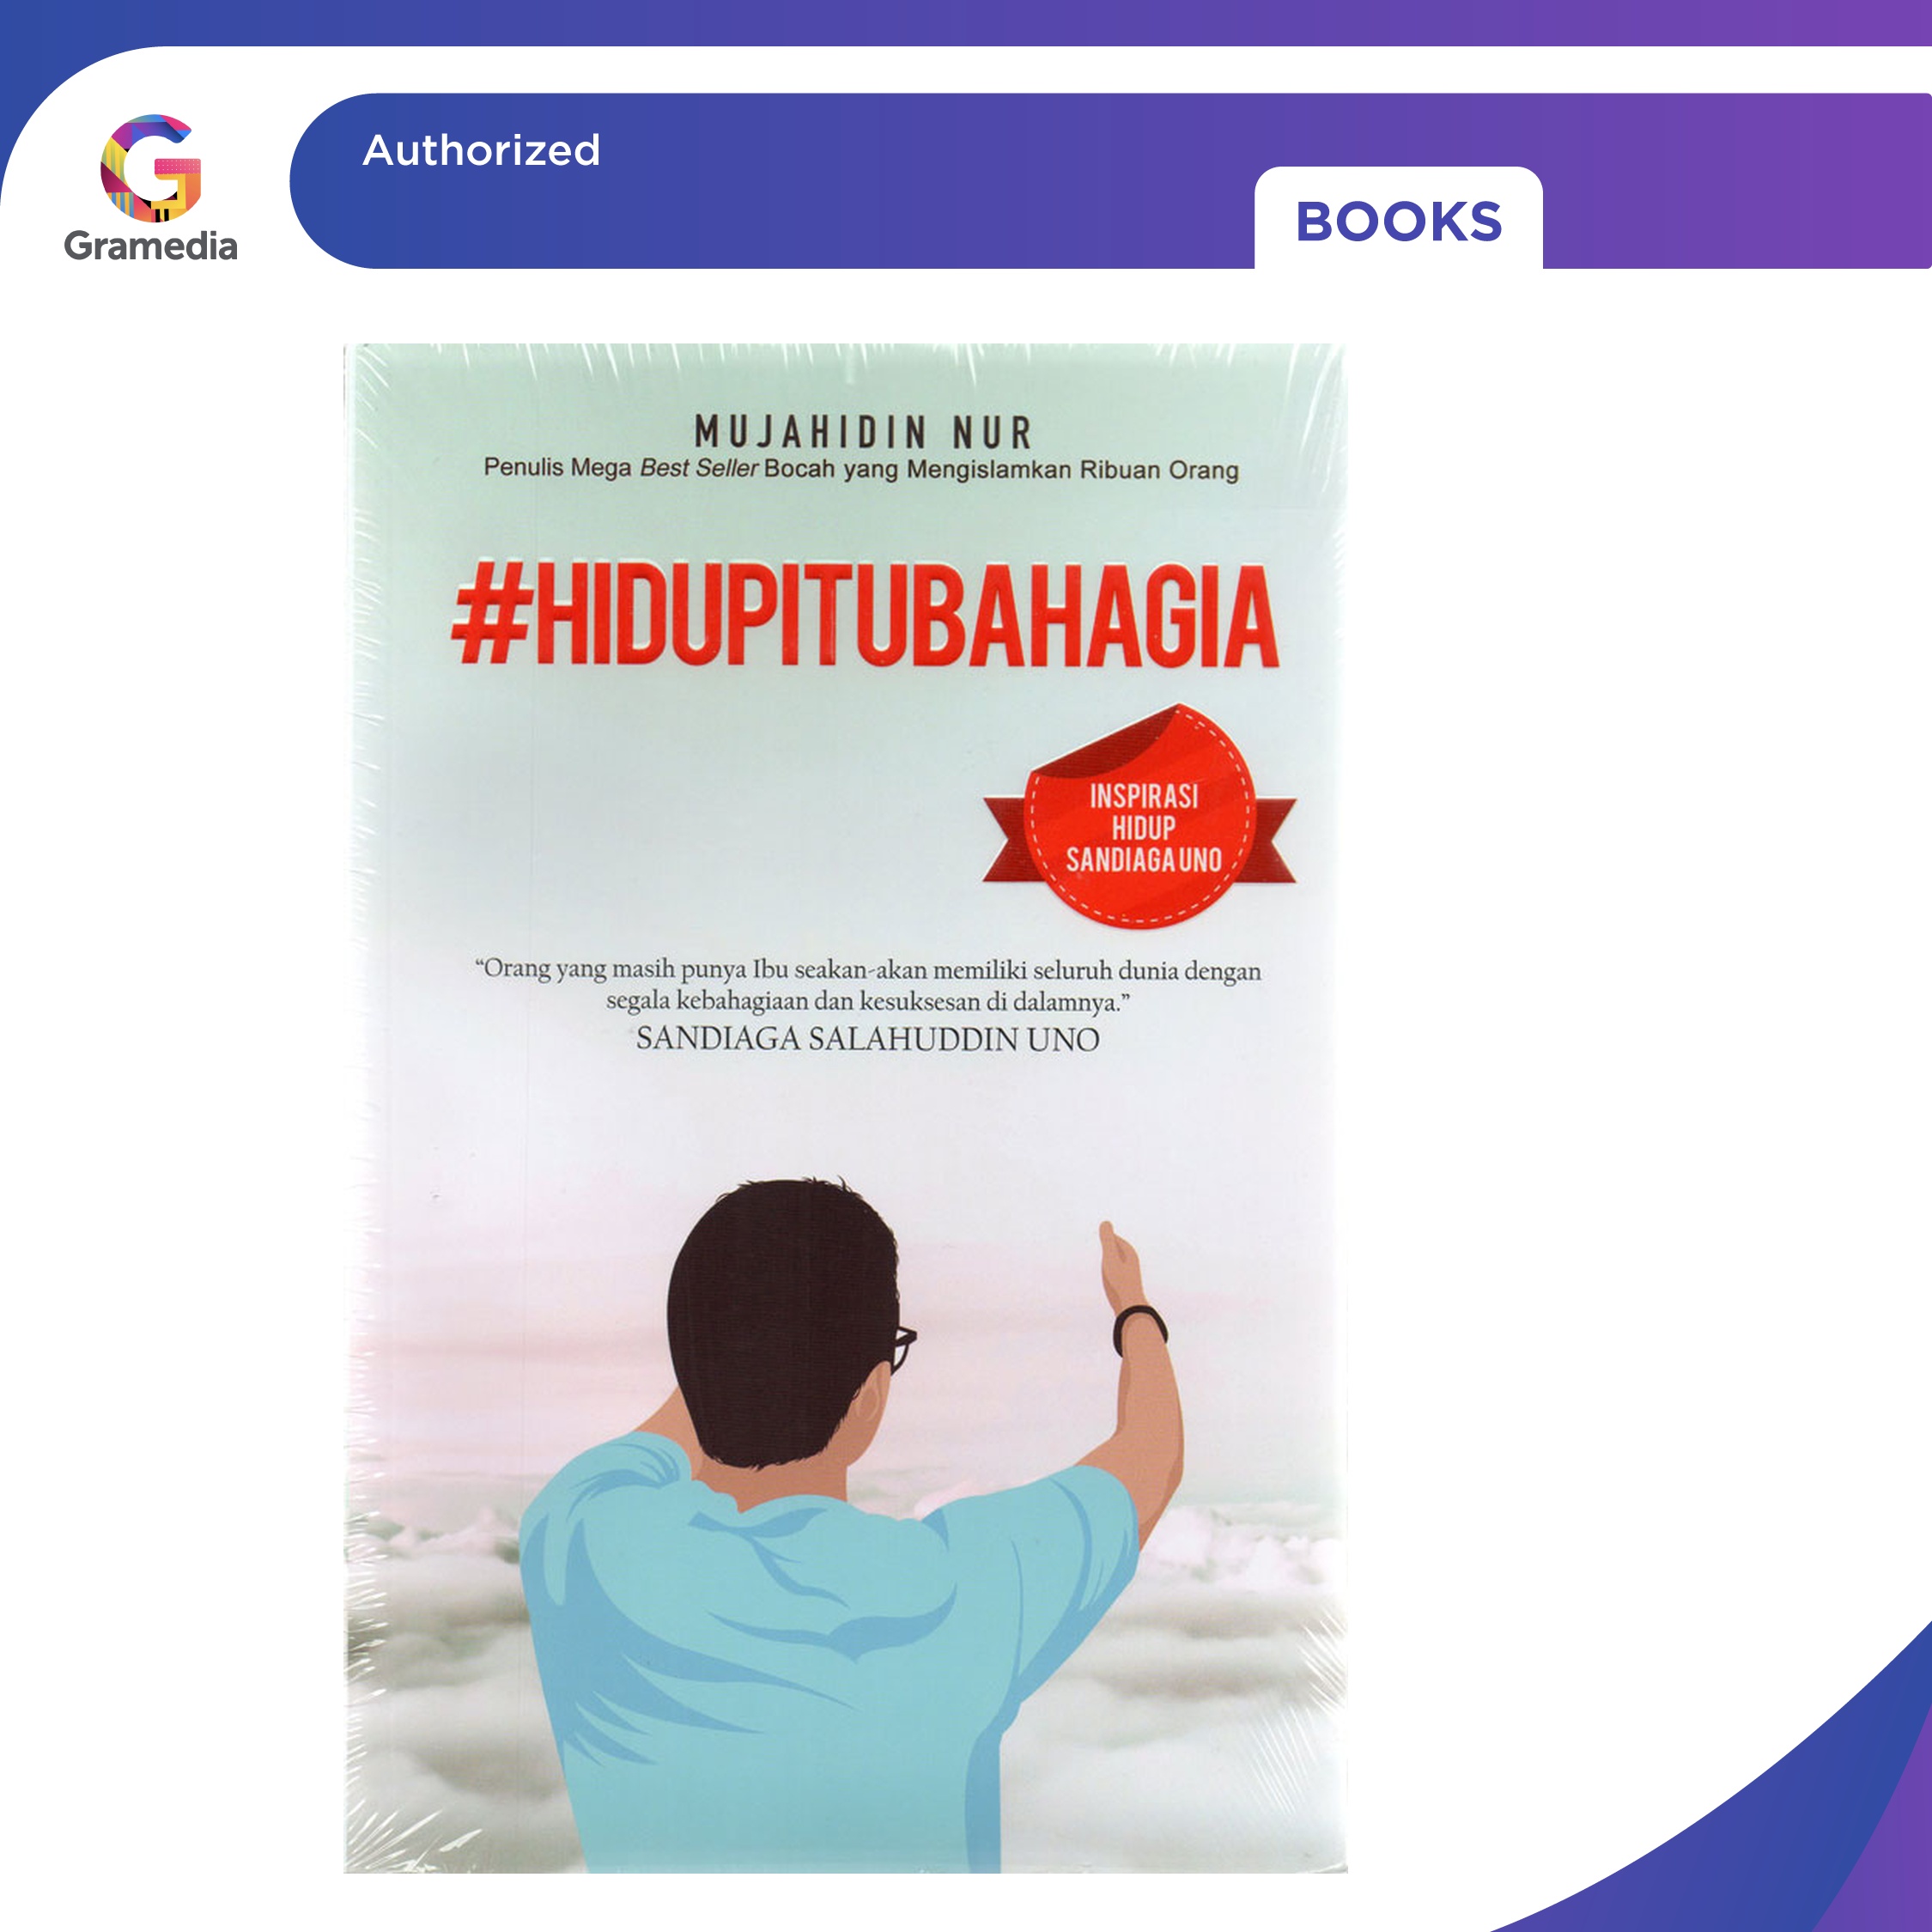 Gramedia
Authorized
BOOKS
MUJAHIDIN NUR
Penulis Mega Best Seller Bocah yang Mengislamkan Ribuan Orang
#HIDUPITUBAHAGIA
INSPIRASI
HIDUP
SANDIAGA UNO
“Orang yang masih punya Ibu seakan-akan memiliki seluruh dunia dengan
segala kebahagiaan dan kesuksesan di dalamnya.”
SANDIAGA SALAHUDDIN UNO